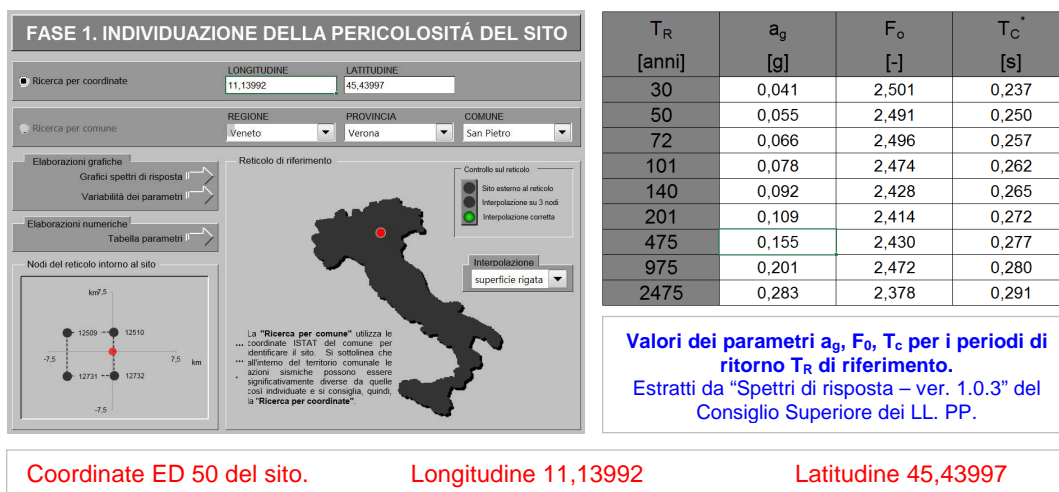 FASE 1. INDIVIDUAZIONE DELLA PERICOLOSITÁ DEL SITO
LONGITUDINE LATITUDINE
Ricerca per coordinate 11,13992 45,43997
REGIONE PROVINCIA COMUNE
Ricerca per comune Veneto Verona San Pietro
Elaborazioni grafiche
Grafici spettri di risposta
Variabilità dei parametri
Elaborazioni numeriche
Tabella parametri
Nodi del reticolo intorno al sito
km7,5
12509 12510
-7,5 7,5 km
12731 12732
-7,5
Reticolo di riferimento
Controllo sul reticolo
Sito esterno al reticolo
Interpolazione su 3 nodi
Interpolazione corretta
Interpolazione
superficie rigata
La "Ricerca per comune" utilizza le
... coordinate ISTAT del comune per
identificare il sito. Si sottolinea che
... all'interno del territorio comunale le
azioni sismiche possono essere
. significativamente diverse da quelle
così individuate e si consiglia, quindi,
la "Ricerca per coordinate".
TR ag Fo TC*
[anni] [g] [-] [s]
30 0,041 2,501 0,237
50 0,055 2,491 0,250
72 0,066 2,496 0,257
101 0,078 2,474 0,262
140 0,092 2,428 0,265
201 0,109 2,414 0,272
475 0,155 2,430 0,277
975 0,201 2,472 0,280
2475 0,283 2,378 0,291
Valori dei parametri ag, F0, Tc per i periodi di
ritorno TR di riferimento.
Estratti da “Spettri di risposta – ver. 1.0.3” del
Consiglio Superiore dei LL. PP.
Coordinate ED 50 del sito. Longitudine 11,13992 Latitudine 45,43997